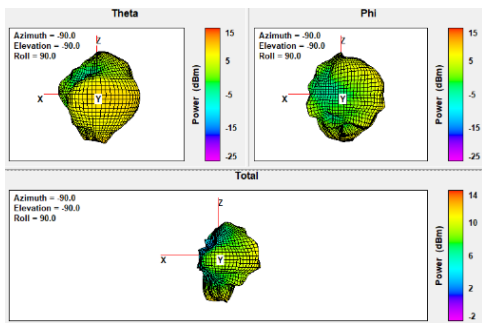 Theta
Azimuth = -90.0
Elevation = -90.0
Roll = 90.0
Z
X
Y
15
5
-5
-15
-25
Power (dBm)
Phi
Azimuth = -90.0
Elevation = -90.0
Roll = 90.0
Z
X
Y
15
5
-5
-15
-25
Power (dBm)
Total
Azimuth = -90.0
Elevation = -90.0
Roll = 90.0
Z
X
Y
14
10
6
2
-2
Power (dBm)